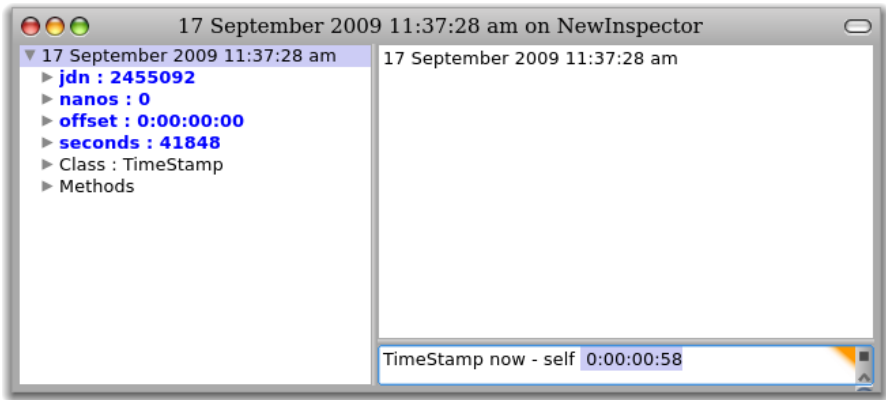 17 September 2009 11:37:28 am on NewInspector
17 September 2009 11:37:28 am
jdn : 2455092
nanos : 0
offset : 0:00:00:00
seconds : 41848
Class : TimeStamp
Methods
17 September 2009 11:37:28 am
TimeStamp now - self 0:00:00:58